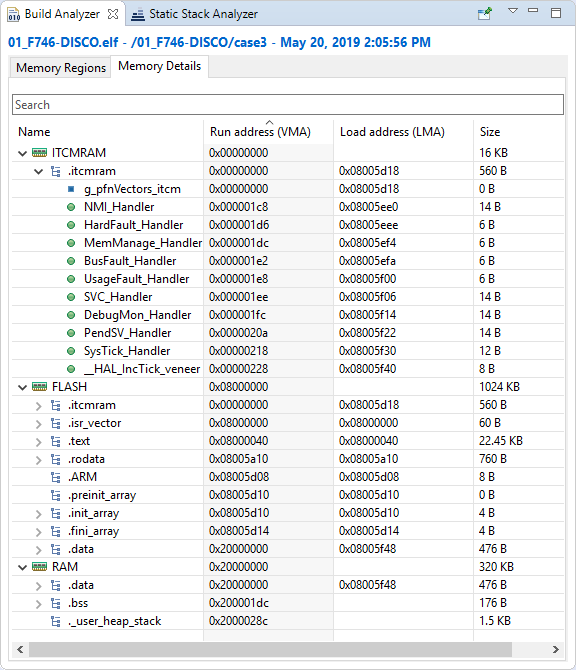 Build Analyzer Static Stack Analyzer
01_F746-DISCO.elf - /01_F746-DISCO/case3 - May 20, 2019 2:05:56 PM
Memory Regions Memory Details
Search
Name Run address (VMA) Load address (LMA) Size
ITCMRAM 0x00000000 16 KB
.itcmram 0x00000000 0x08005d18 560 B
g_pfnVectors_itcm 0x00000000 0x08005d18 0 B
NMI_Handler 0x000001c8 0x08005ee0 14 B
HardFault_Handler 0x000001d6 0x08005eee 6 B
MemManage_Handler 0x000001dc 0x08005ef4 6 B
BusFault_Handler 0x000001e2 0x08005efa 6 B
UsageFault_Handler 0x000001e8 0x08005f00 6 B
SVC_Handler 0x000001ee 0x08005f06 14 B
DebugMon_Handler 0x000001fc 0x08005f14 14 B
PendSV_Handler 0x0000020a 0x08005f22 14 B
SysTick_Handler 0x00000218 0x08005f30 12 B
__HAL_IncTick_veneer 0x00000228 0x08005f40 8 B
FLASH 0x08000000 1024 KB
.itcmram 0x00000000 0x08005d18 560 B
.isr_vector 0x08000000 0x08000000 60 B
.text 0x08000040 0x08000040 22.45 KB
.rodata 0x08005a10 0x08005a10 760 B
.ARM 0x08005d08 0x08005d08 8 B
.preinit_array 0x08005d10 0x08005d10 0 B
.init_array 0x08005d10 0x08005d10 4 B
.fini_array 0x08005d14 0x08005d14 4 B
.data 0x20000000 0x08005f48 476 B
RAM 0x20000000 320 KB
.data 0x20000000 0x08005f48 476 B
.bss 0x200001dc 176 B
._user_heap_stack 0x2000028c 1.5 KB